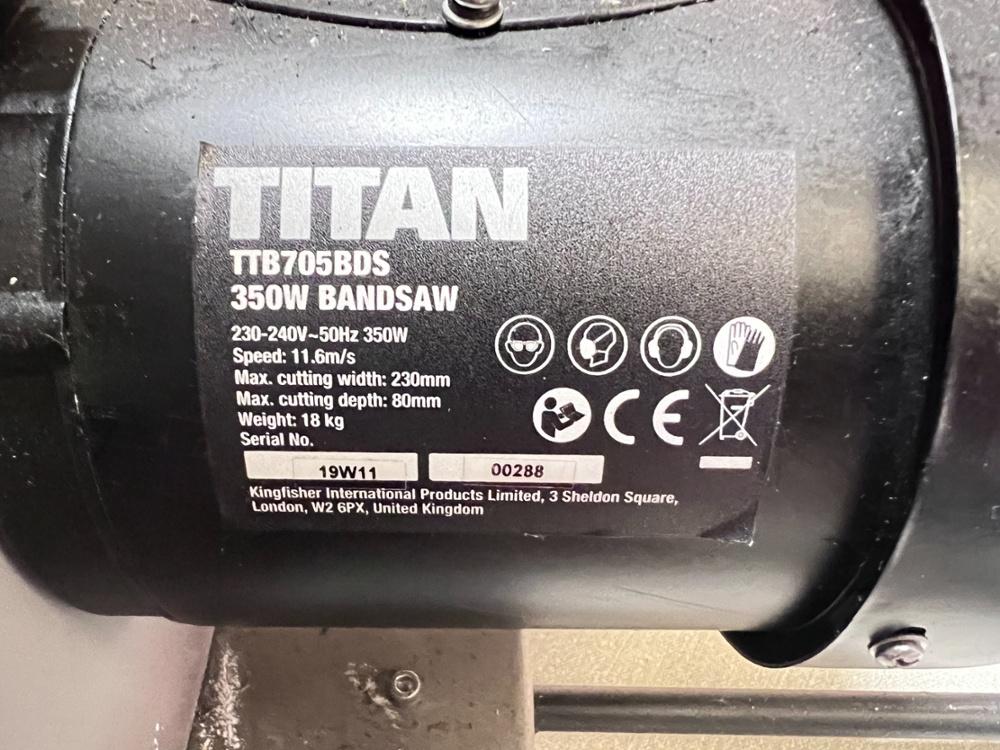 TITAN
TTB705BDS
350W BANDSAW
230-240V~50Hz 350W
Speed: 11.6m/s
Max. cutting width: 230mm
Max. cutting depth: 80mm
Weight: 18 kg
Serial No.
CE
19W11 00288
Kingfisher International Products Limited, 3 Sheldon Square,
London, W2 6PX, United Kingdom